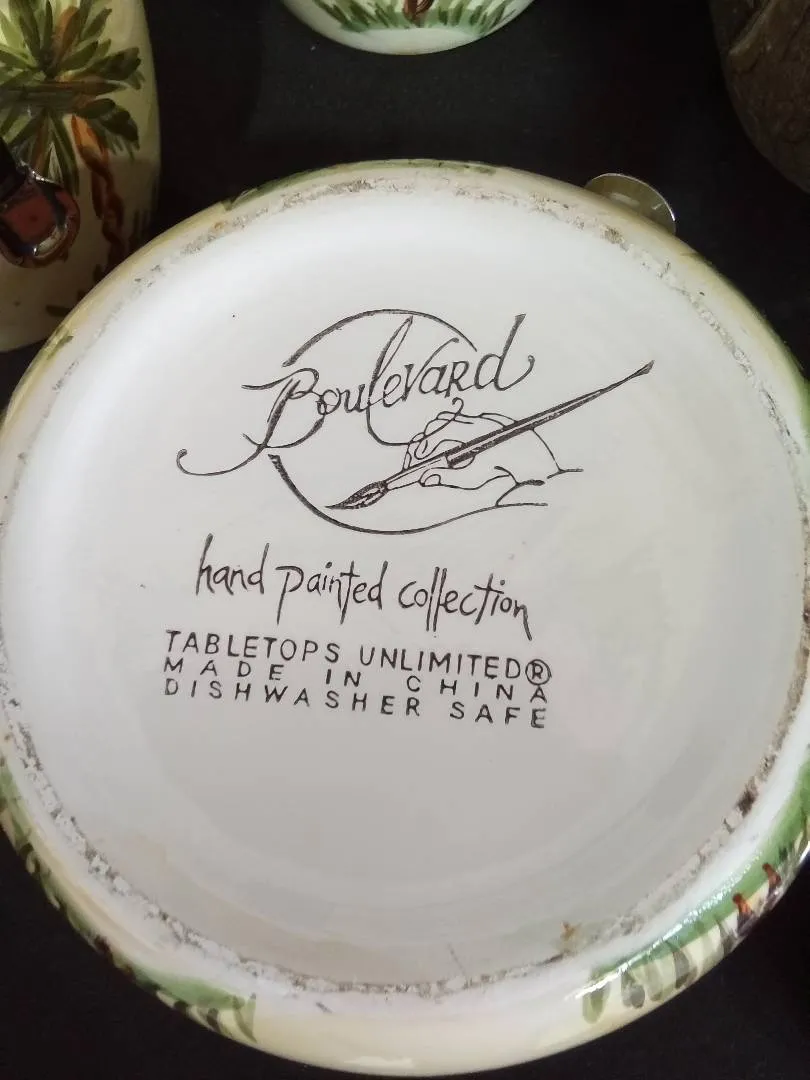 Boulevard
hand painted collection
TABLETOPS UNLIMITED®
MADE IN CHINA
DISHWASHER SAFE